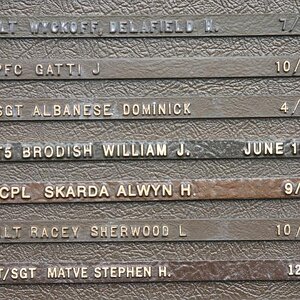 LT WYCKOFF, DELAFIELD W. 7/
PFC GATTI J 10/
SGT ALBANESE DOMINICK 4/
T5 BRODISH WILLIAM J. JUNE 1
CPL SKARDA ALWYN H. 9/
LT RACEY SHERWOOD L 10/
T/SGT MATVE STEPHEN H. 12